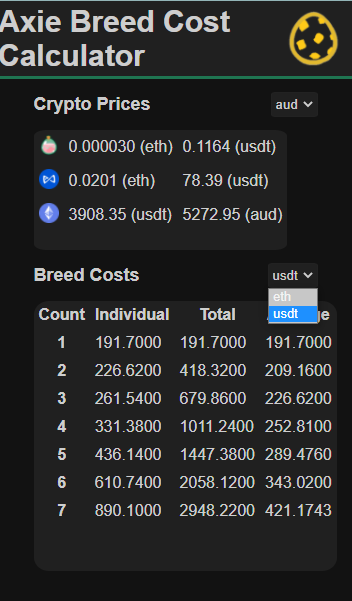 Axie Breed Cost
Calculator
Crypto Prices aud
0.000030 (eth) 0.1164 (usdt)
0.0201 (eth) 78.39 (usdt)
3908.35 (usdt) 5272.95 (aud)
Breed Costs usdt
eth
usdt
Count Individual Total
1 191.7000 191.7000 191.7000
2 226.6200 418.3200 209.1600
3 261.5400 679.8600 226.6200
4 331.3800 1011.2400 252.8100
5 436.1400 1447.3800 289.4760
6 610.7400 2058.1200 343.0200
7 890.1000 2948.2200 421.1743